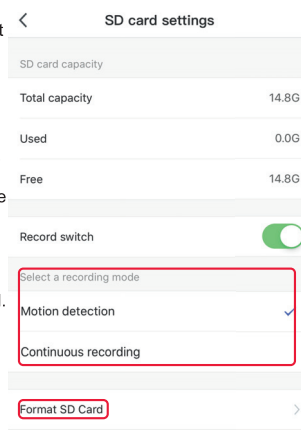 SD card settings
t
SD card capacity
Total capacity 14.8G
Used 0.0G
Free 14.8G
e
Record switch
Select a recording mode
l.
Motion detection
Continuous recording
Format SD Card